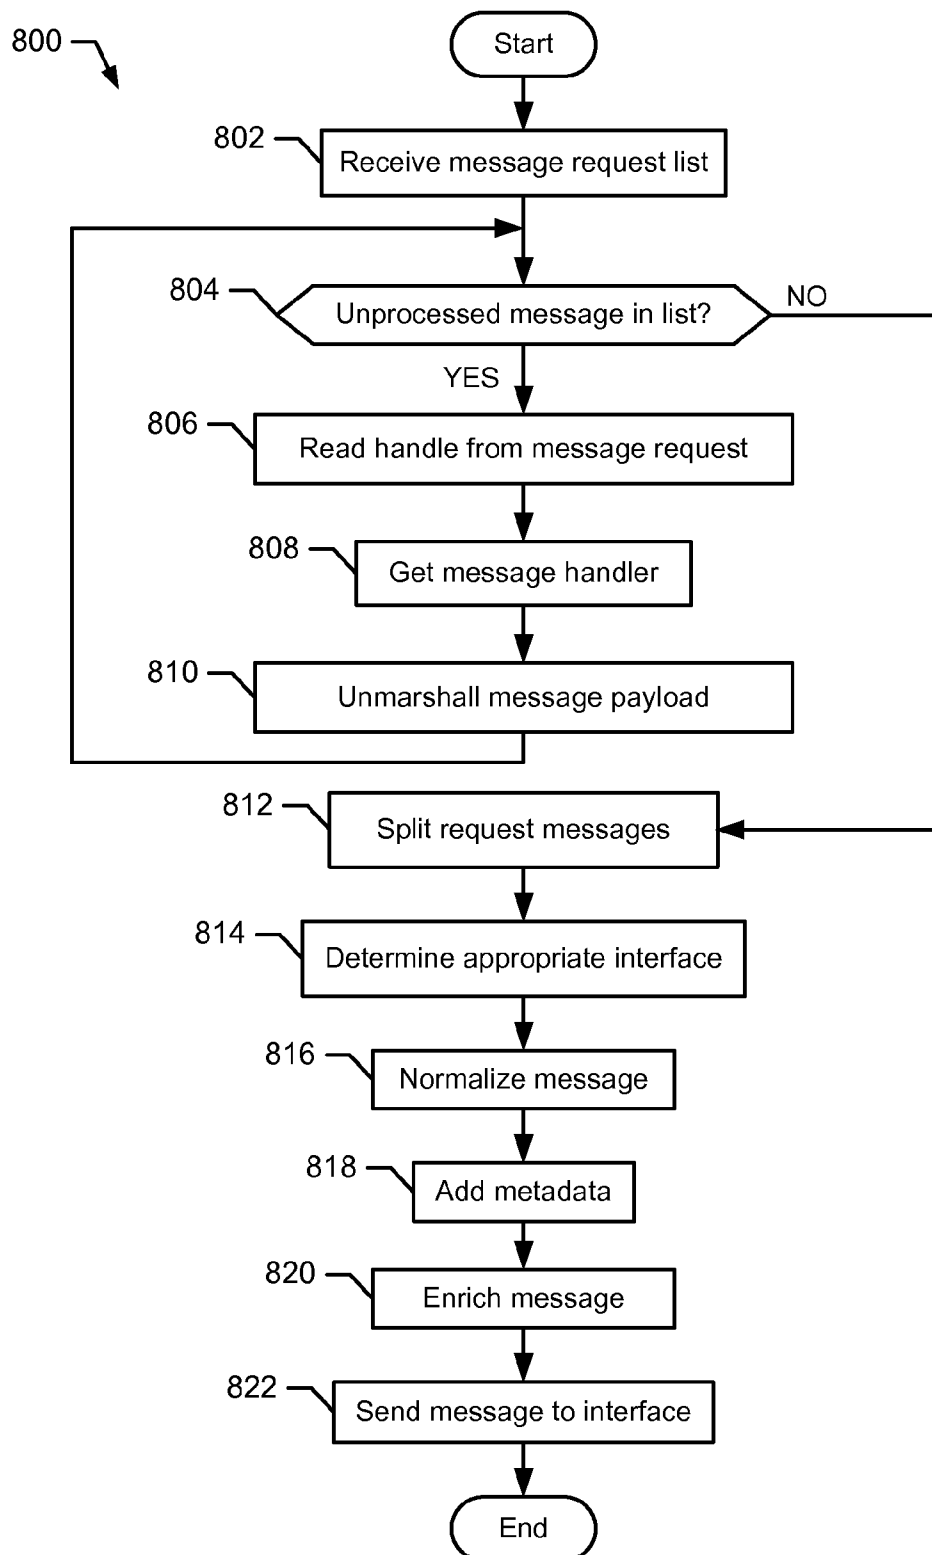 800
Start
802
Receive message request list
804
Unprocessed message in list?
NO
YES
806
Read handle from message request
808
Get message handler
810
Unmarshall message payload
812
Split request messages
814
Determine appropriate interface
816
Normalize message
818
Add metadata
820
Enrich message
822
Send message to interface
End